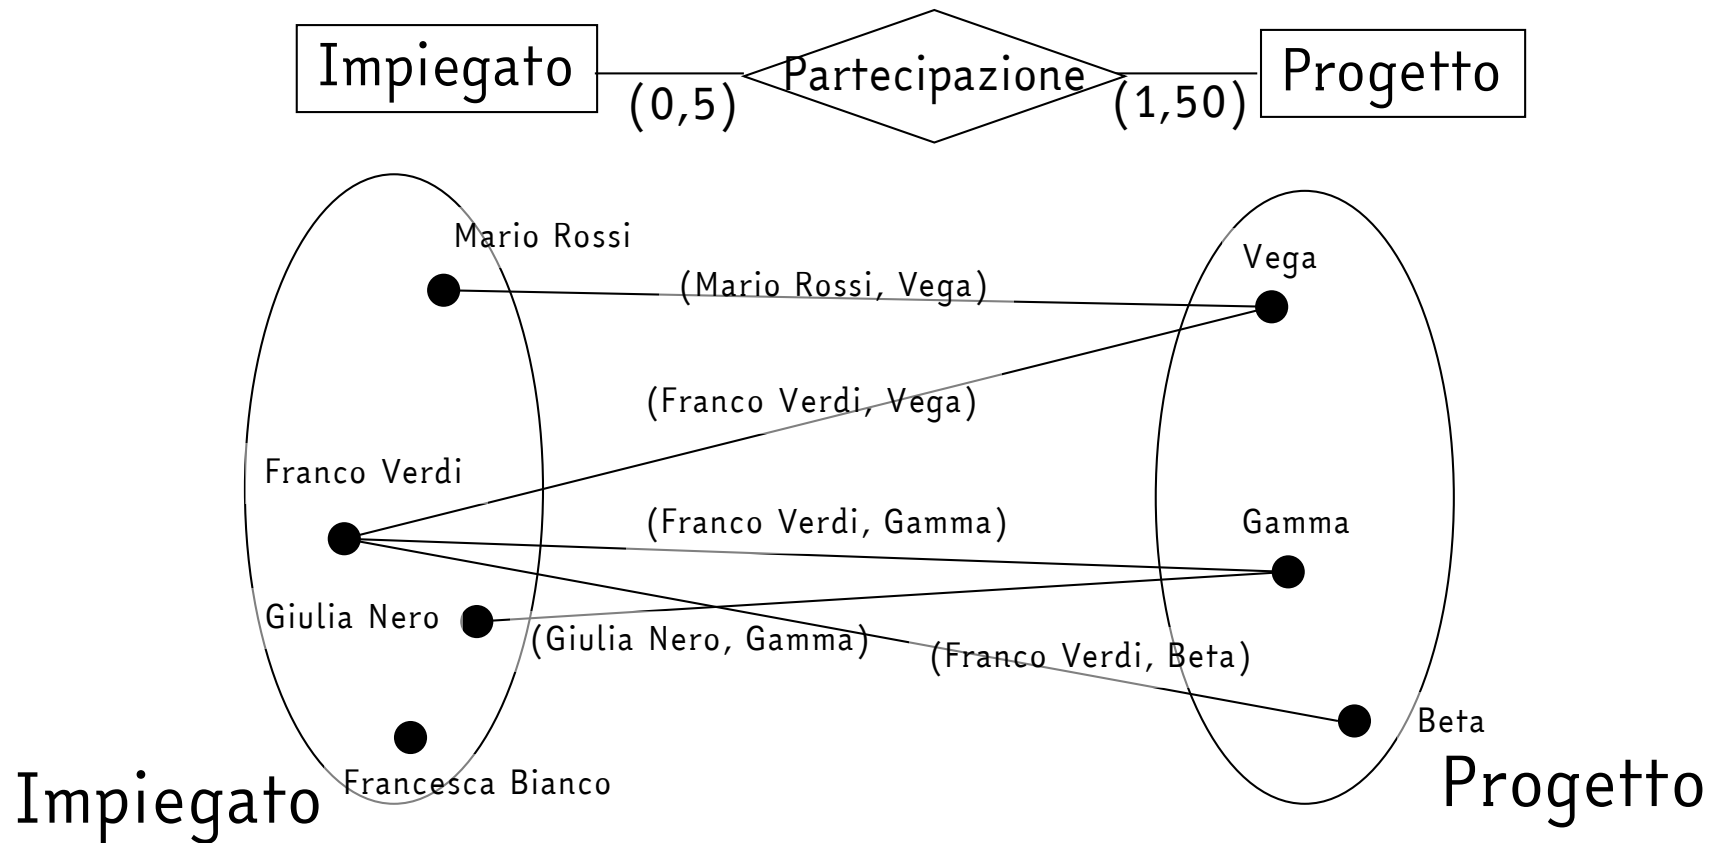 Impiegato
Partecipazione
Progetto
(0,5)
(1,50)
Mario Rossi
Vega
(Mario Rossi, Vega)
(Franco Verdi, Vega)
Franco Verdi
(Franco Verdi, Gamma)
Gamma
Giulia Nero
(Giulia Nero, Gamma)
(Franco Verdi, Beta)
Beta
Francesca Bianco
Impiegato
Progetto